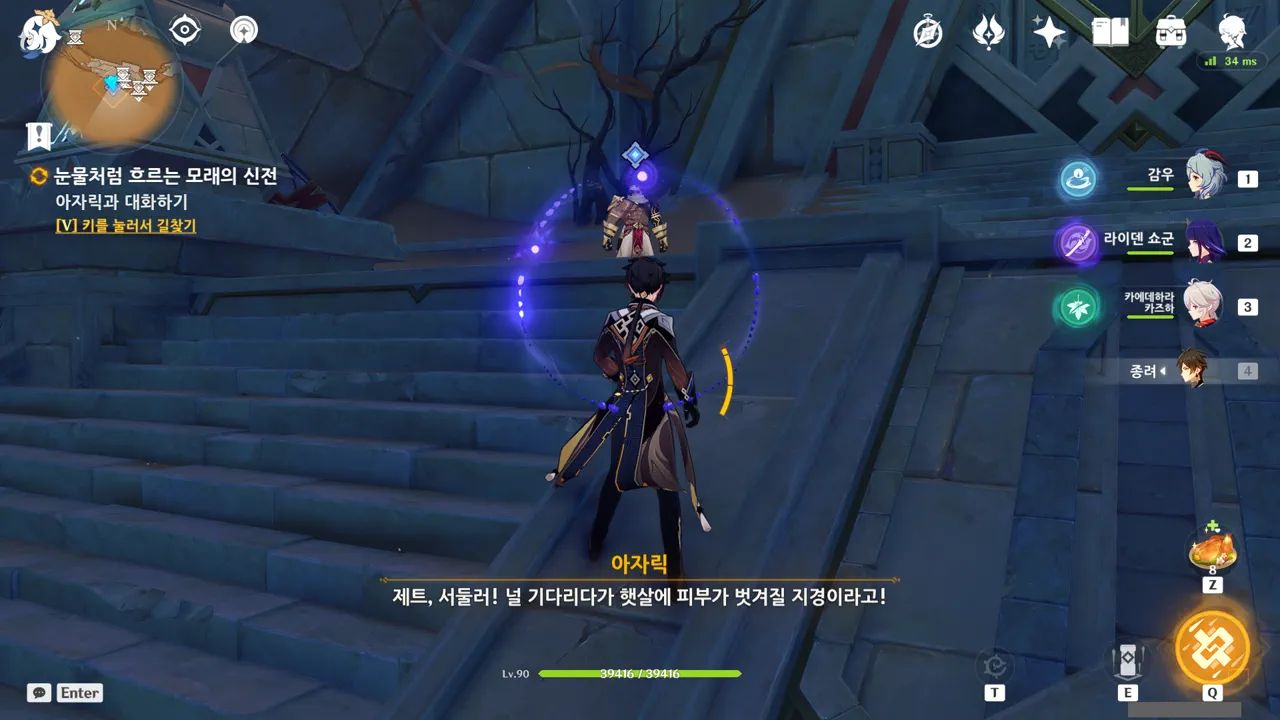 N
34 ms
눈물처럼 흐르는 모래의 신전
아자릭과 대화하기
[V] 키를 눌러서 길찾기
감우
1
라이덴 쇼군
2
카에데하라
카즈하
3
종려
4
아자릭
제트, 서둘러! 널 기다리다가 햇살에 피부가 벗겨질 지경이라고!
8
Z
Lv.90
39416 / 39416
Enter
T
E
Q